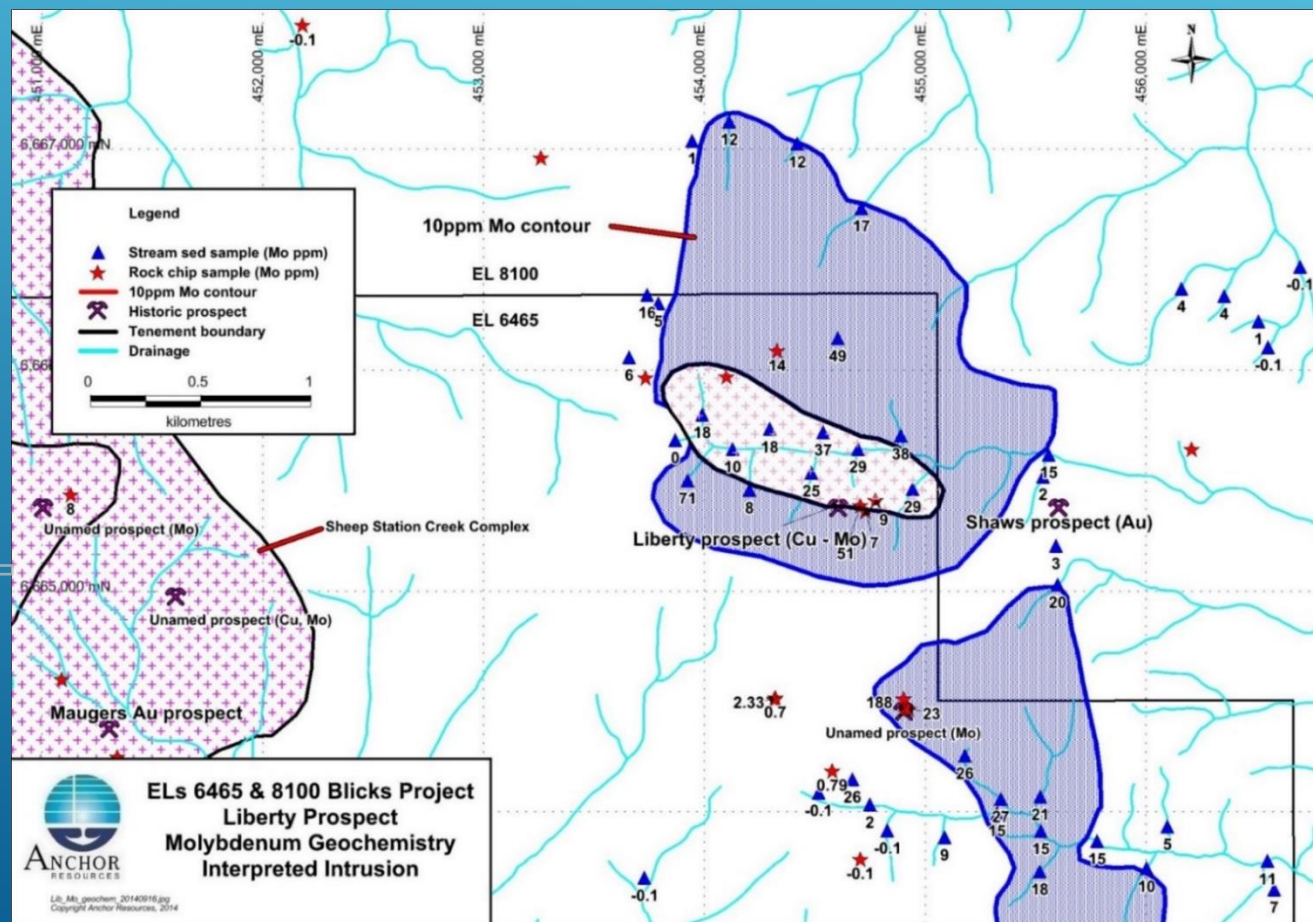 451,000 mE
452,000 mE
453,000 mE
454,000 mE
455,000 mE
456,000 mE
N
-0.1
6,667,000 mN
1
12
12
17
Legend
Stream sed sample (Mo ppm)
Rock chip sample (Mo ppm)
10ppm Mo contour
Historic prospect
Tenement boundary
Drainage
0 0.5 1
kilometres
10ppm Mo contour
EL 8100
EL 6465
16
5
6
49
14
4
4
1
-0.1
-0.1
6,66
18
18
37
38
0
10
29
71
8
25
29
15
2
9
7
51
Liberty prospect (Cu - Mo)
Shaws prospect (Au)
3
20
8
Unamed prospect (Mo)
Sheep Station Creek Complex
6,665,000 mN
Unamed prospect (Cu, Mo)
Maugers Au prospect
2.33
0.7
188
23
Unamed prospect (Mo)
26
0.79
26
-0.1
2
-0.1
9
-0.1
-0.1
27
21
15
15
18
15
10
5
11
7
ANCHOR
RESOURCES
ELs 6465 & 8100 Blicks Project
Liberty Prospect
Molybdenum Geochemistry
Interpreted Intrusion
Lib_Mo_geochem_20140916.jpg
Copyright Anchor Resources, 2014